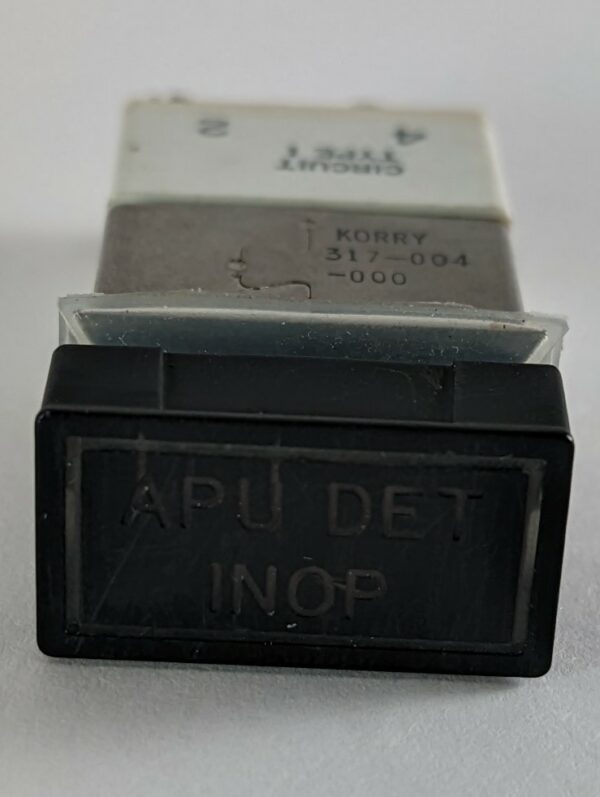 2 4
CIRCUIT
TYPE 1
KORRY
317-004
-000
APU DET
INOP